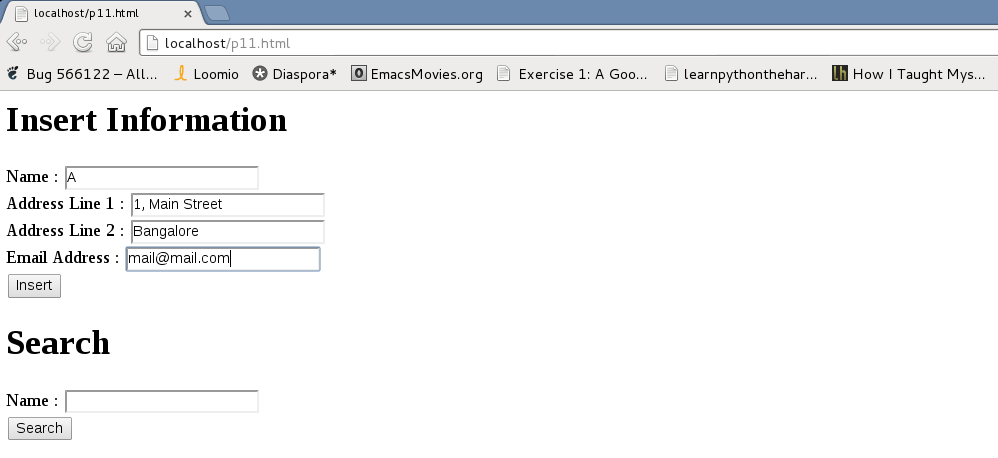 localhost/p11.html
localhost/p11.html
Bug 566122 – All... Loomio Diaspora* EmacsMovies.org Exercise 1: A Goo... learnpythonthehar... How I Taught Mys...
Insert Information
Name : A
Address Line 1 : 1, Main Street
Address Line 2 : Bangalore
Email Address : mail@mail.com
Insert
Search
Name :
Search